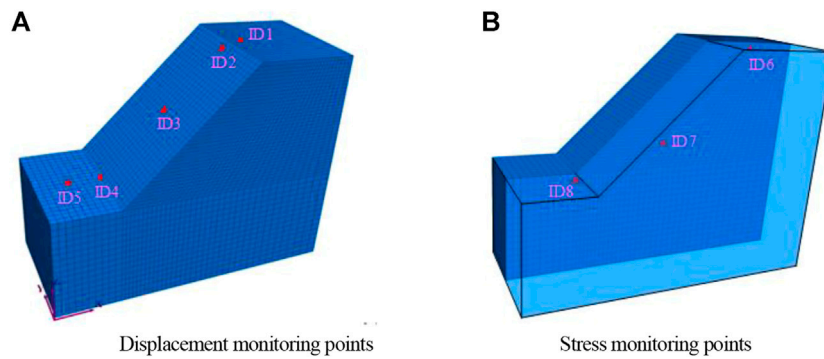 A
B
ID1
ID2
ID3
ID4
ID5
ID6
ID7
ID8
Displacement monitoring points
Stress monitoring points